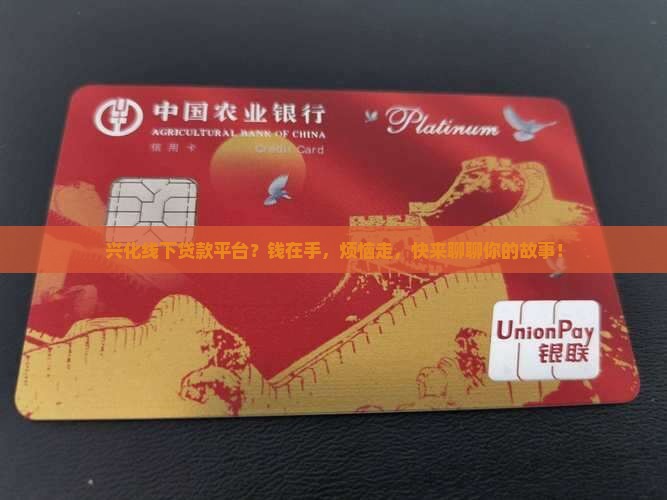 中国农业银行
AGRICULTURAL BANK OF CHINA
信用卡
Credit Card
Platinum
兴化线下贷款平台？钱在手，烦恼走，快来聊聊你的故事！
UnionPay
银联